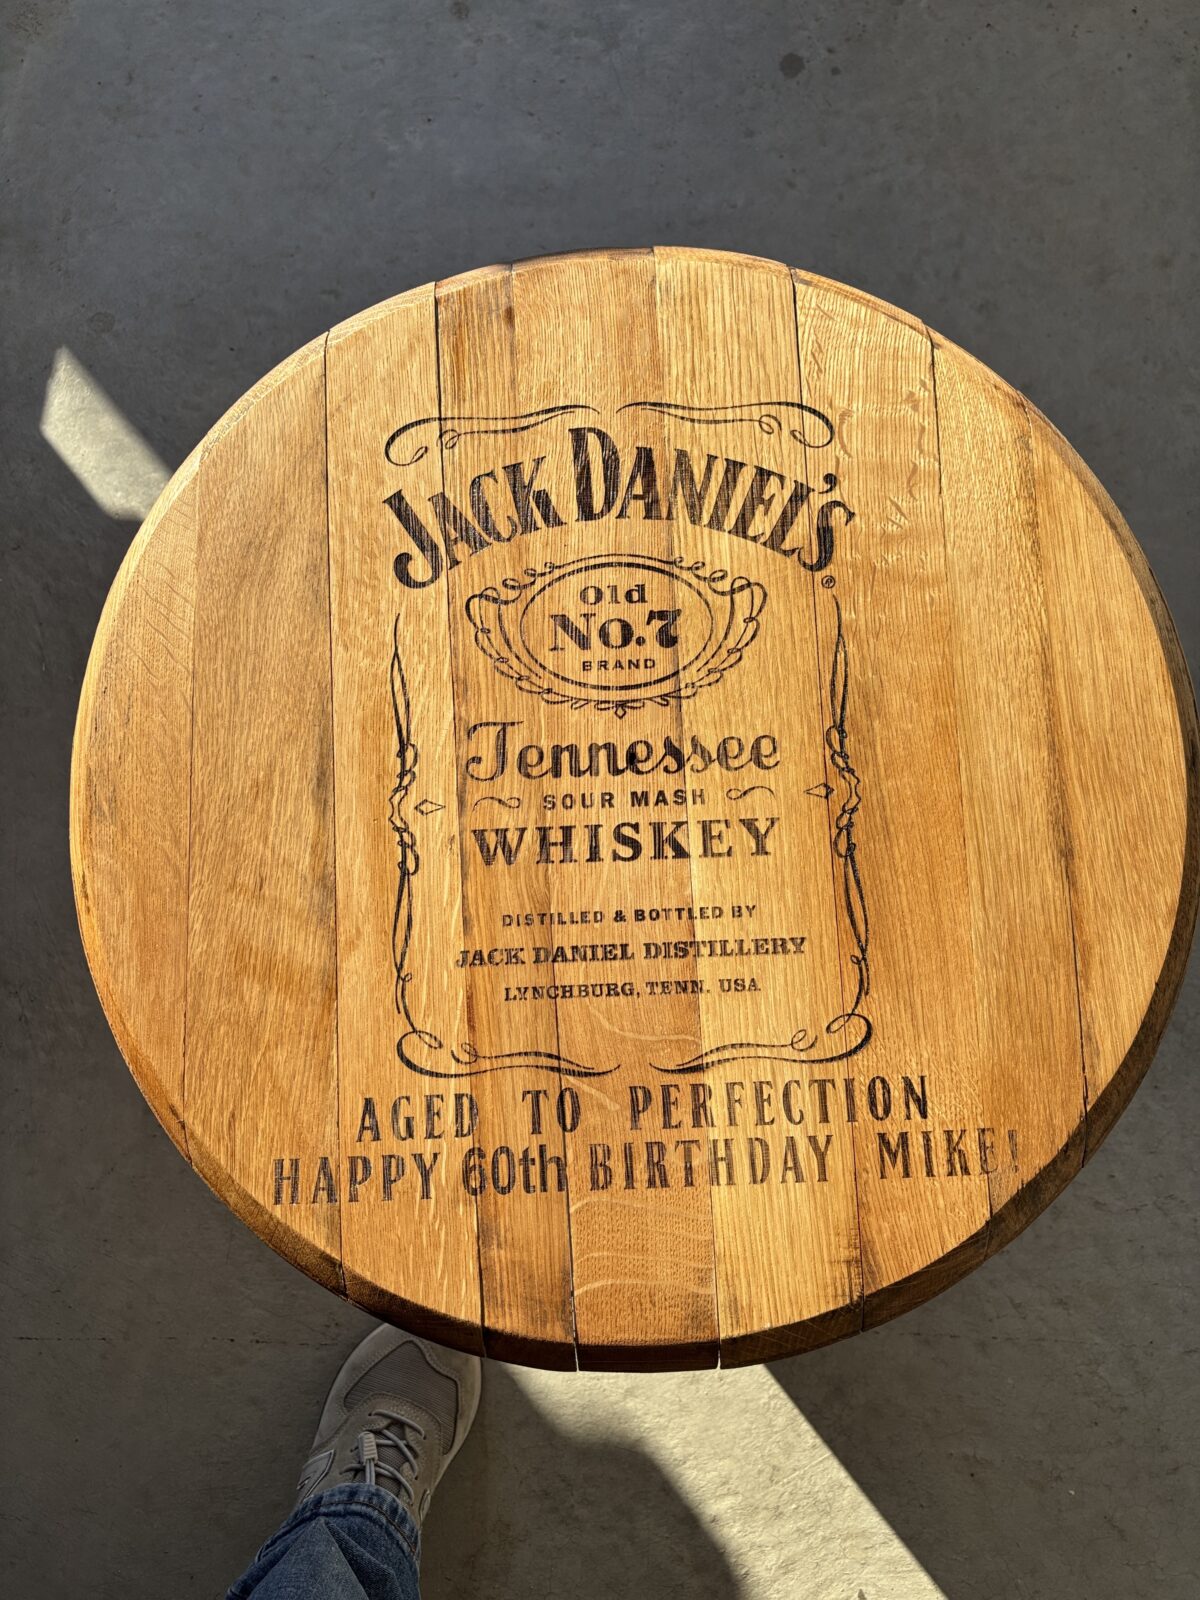 JACK DANIEL'S
®
Old
No.7
BRAND
Tennessee
SOUR MASH
WHISKEY
DISTILLED & BOTTLED BY
JACK DANIEL DISTILLERY
LYNCHBURG, TENN. USA
AGED TO PERFECTION
HAPPY 60th BIRTHDAY MIKE!